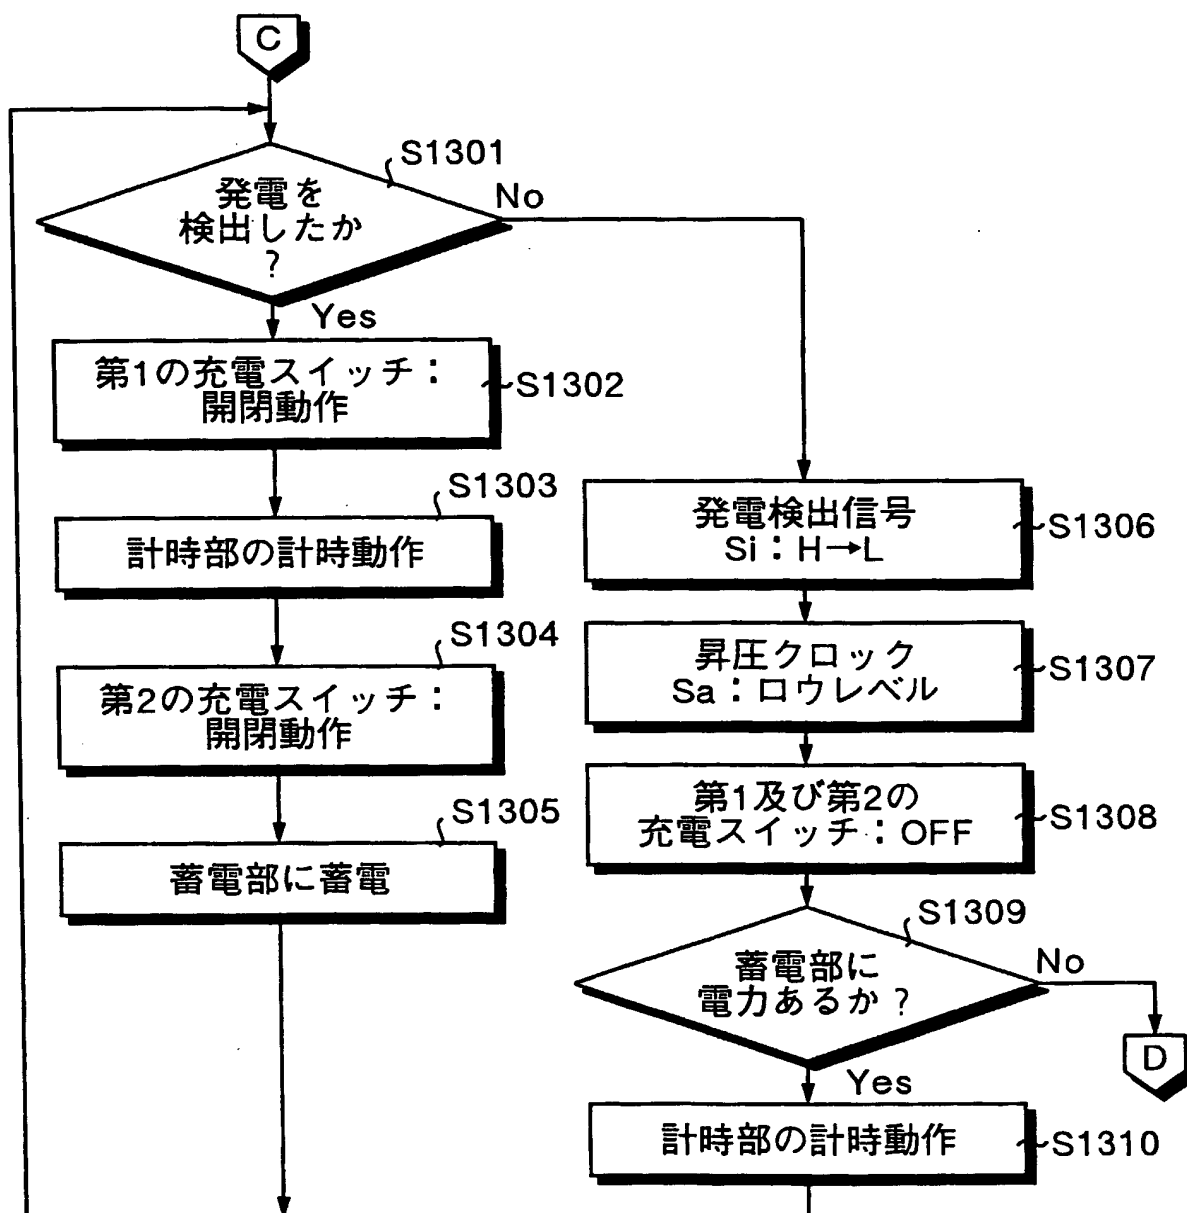 C
S1301
発電を
検出したか
?
No
Yes
第1の充電スイッチ：
開閉動作
S1302
S1303
計時部の計時動作
S1304
第2の充電スイッチ：
開閉動作
S1305
蓄電部に蓄電
発電検出信号
Si：H→L
S1306
昇圧クロック
Sa：ロウレベル
S1307
第1及び第2の
充電スイッチ：OFF
S1308
S1309
蓄電部に
電力あるか？
No
D
Yes
計時部の計時動作
S1310